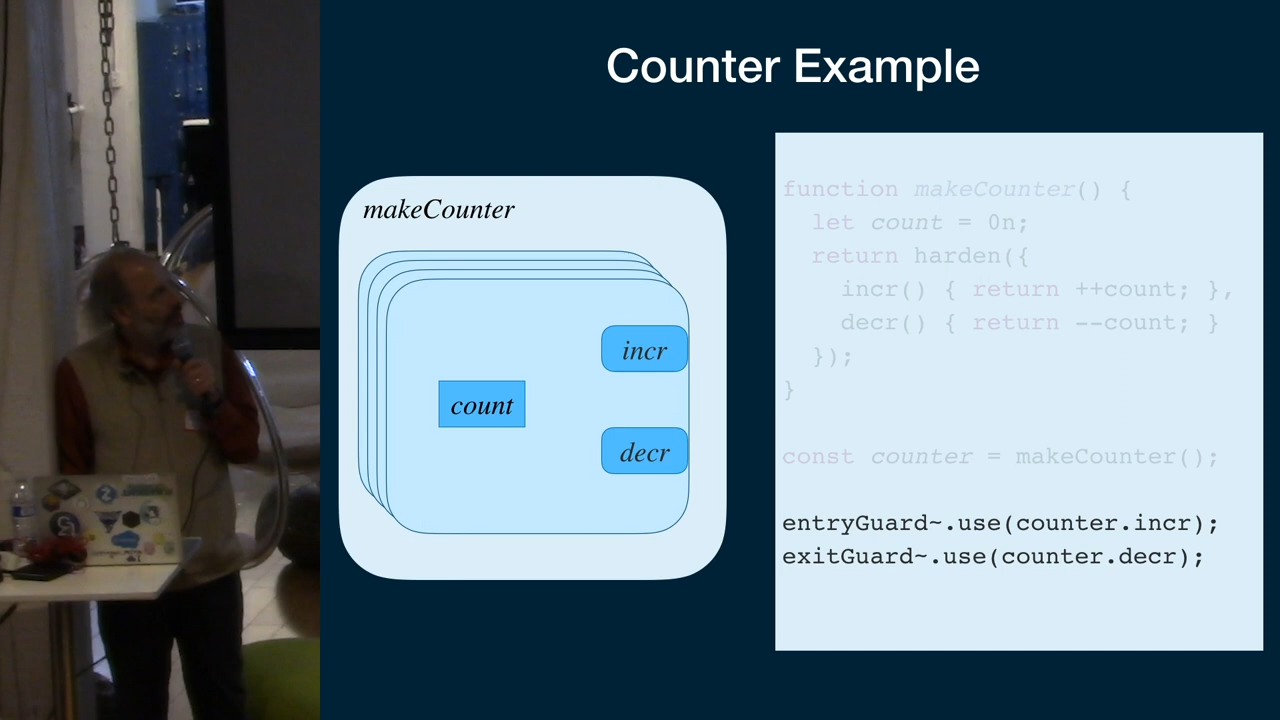 Counter Example
makeCounter
incr
count
decr
function makeCounter() {
  let count = 0n;
  return harden({
    incr() { return ++count; },
    decr() { return --count; }
  });
}
const counter = makeCounter();
entryGuard~.use(counter.incr);
exitGuard~.use(counter.decr);